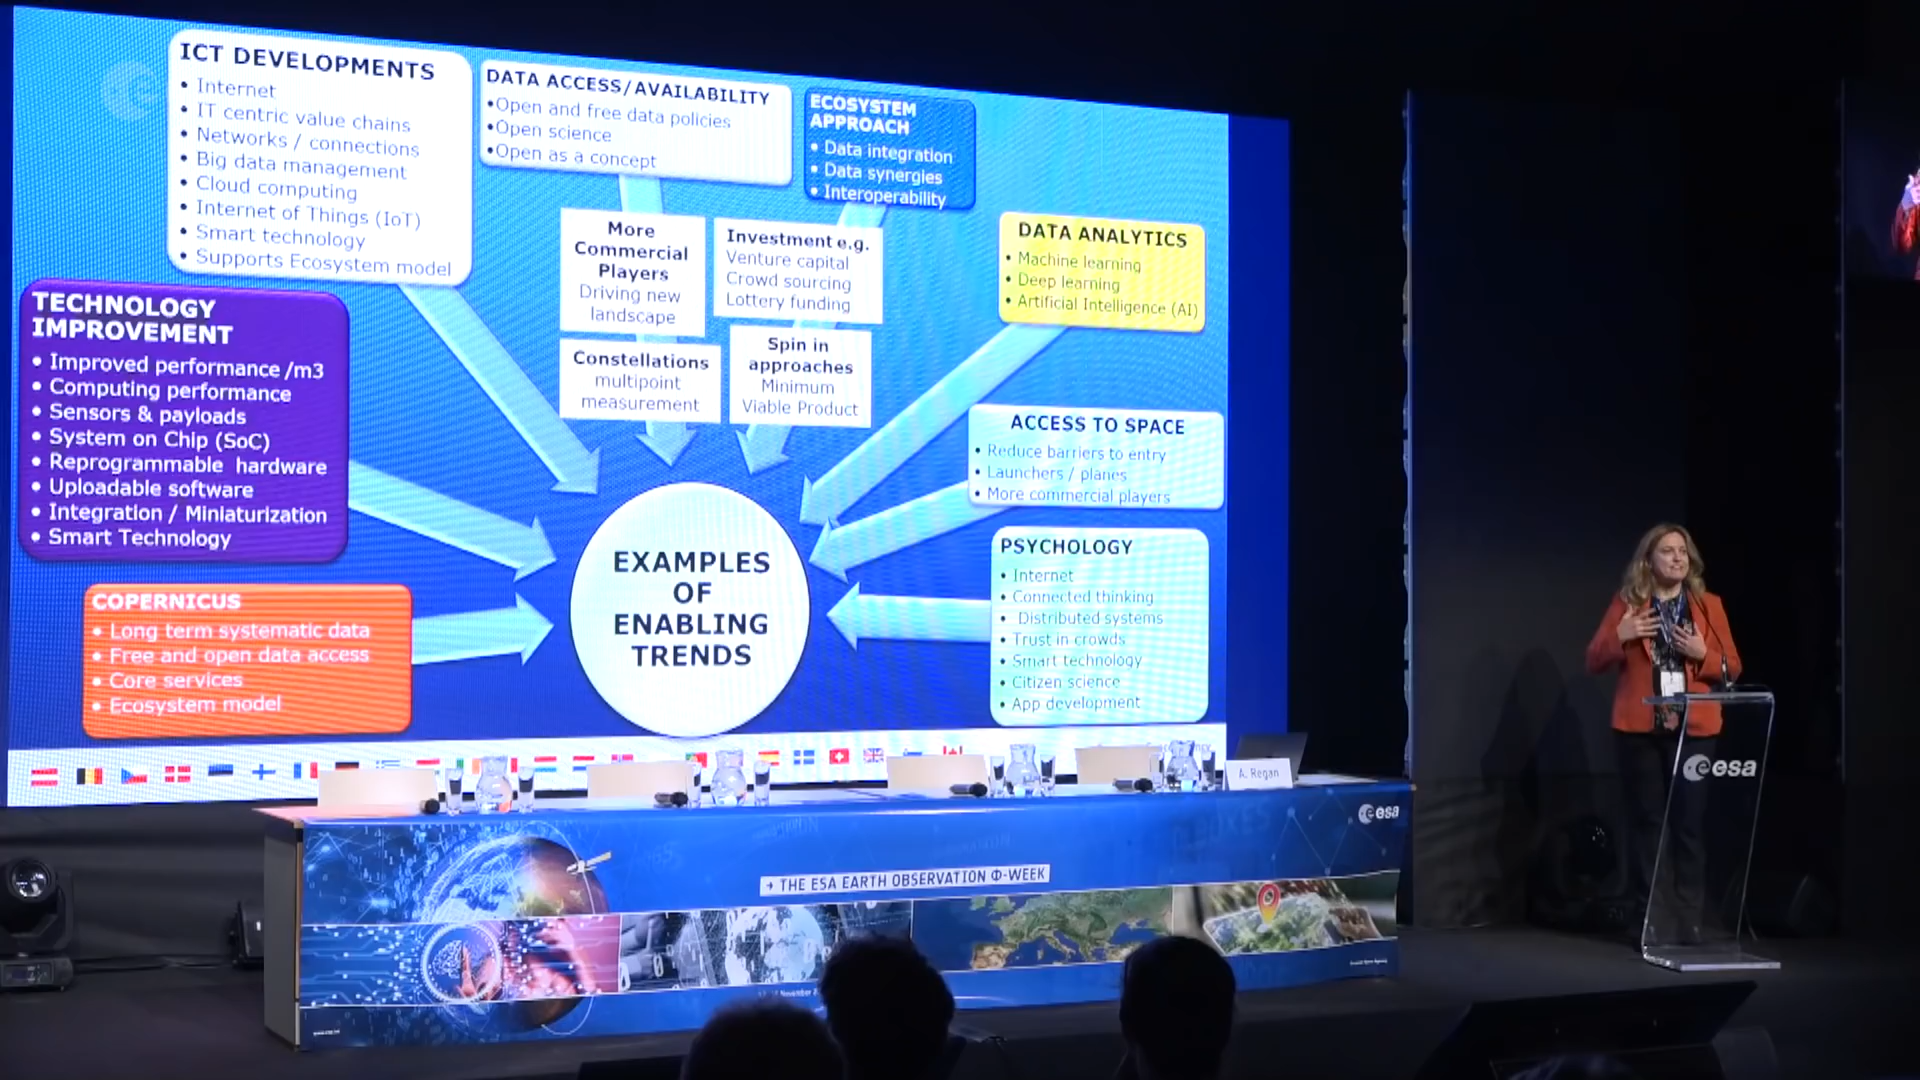 ICT DEVELOPMENTS
• Internet
• IT centric value chains
• Networks / connections
• Big data management
• Cloud computing
• Internet of Things (IoT)
• Smart technology
• Supports Ecosystem model
DATA ACCESS/AVAILABILITY
•Open and free data policies
•Open science
•Open as a concept
ECOSYSTEM
APPROACH
• Data integration
• Data synergies
• Interoperability
More
Commercial
Players
Driving new
landscape
Investment e.g.
Venture capital
Crowd sourcing
Lottery funding
Constellations
multipoint
measurement
Spin in
approaches
Minimum
Viable Product
DATA ANALYTICS
• Machine learning
• Deep learning
• Artificial Intelligence (AI)
TECHNOLOGY
IMPROVEMENT
• Improved performance /m3
• Computing performance
• Sensors & payloads
• System on Chip (SoC)
• Reprogrammable hardware
• Uploadable software
• Integration / Miniaturization
• Smart Technology
ACCESS TO SPACE
• Reduce barriers to entry
• Launchers / planes
• More commercial players
PSYCHOLOGY
• Internet
• Connected thinking
• Distributed systems
• Trust in crowds
• Smart technology
• Citizen science
• App development
COPERNICUS
• Long term systematic data
• Free and open data access
• Core services
• Ecosystem model
EXAMPLES
OF
ENABLING
TRENDS
A. Regan
esa
esa
→ THE ESA EARTH OBSERVATION Φ-WEEK
November